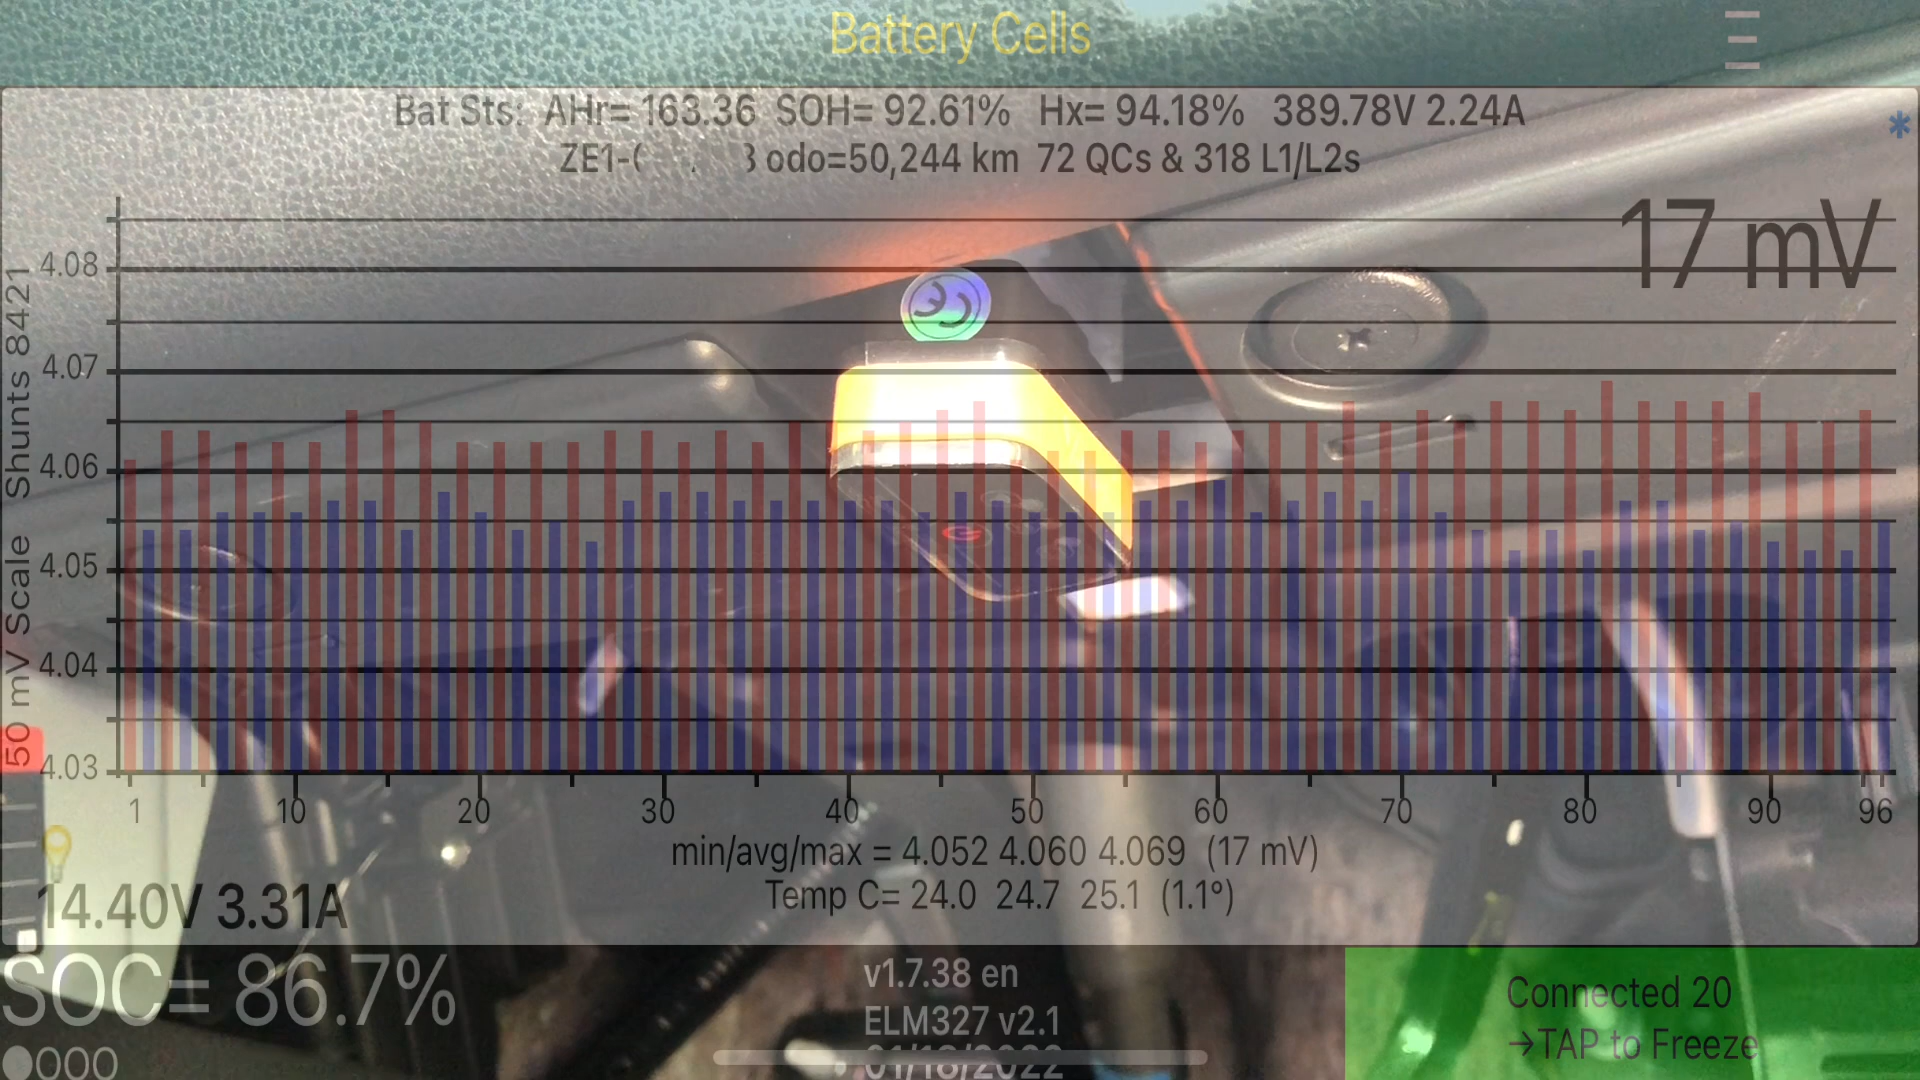 Battery Cells
Bat Sts: AHr= 163.36 SOH= 92.61% Hx= 94.18% 389.78V 2.24A
ZE1-( . 3 odo=50,244 km 72 QCs & 318 L1/L2s
17 mV
50 mV Scale Shunts 8421
4.08
4.07
4.06
4.05
4.04
4.03
1 10 20 30 40 50 60 70 80 90 96
min/avg/max = 4.052 4.060 4.069 (17 mV)
Temp C= 24.0 24.7 25.1 (1.1°)
14.40V 3.31A
SOC= 86.7%
v1.7.38 en
ELM327 v2.1
01/18/2022
Connected 20
→TAP to Freeze